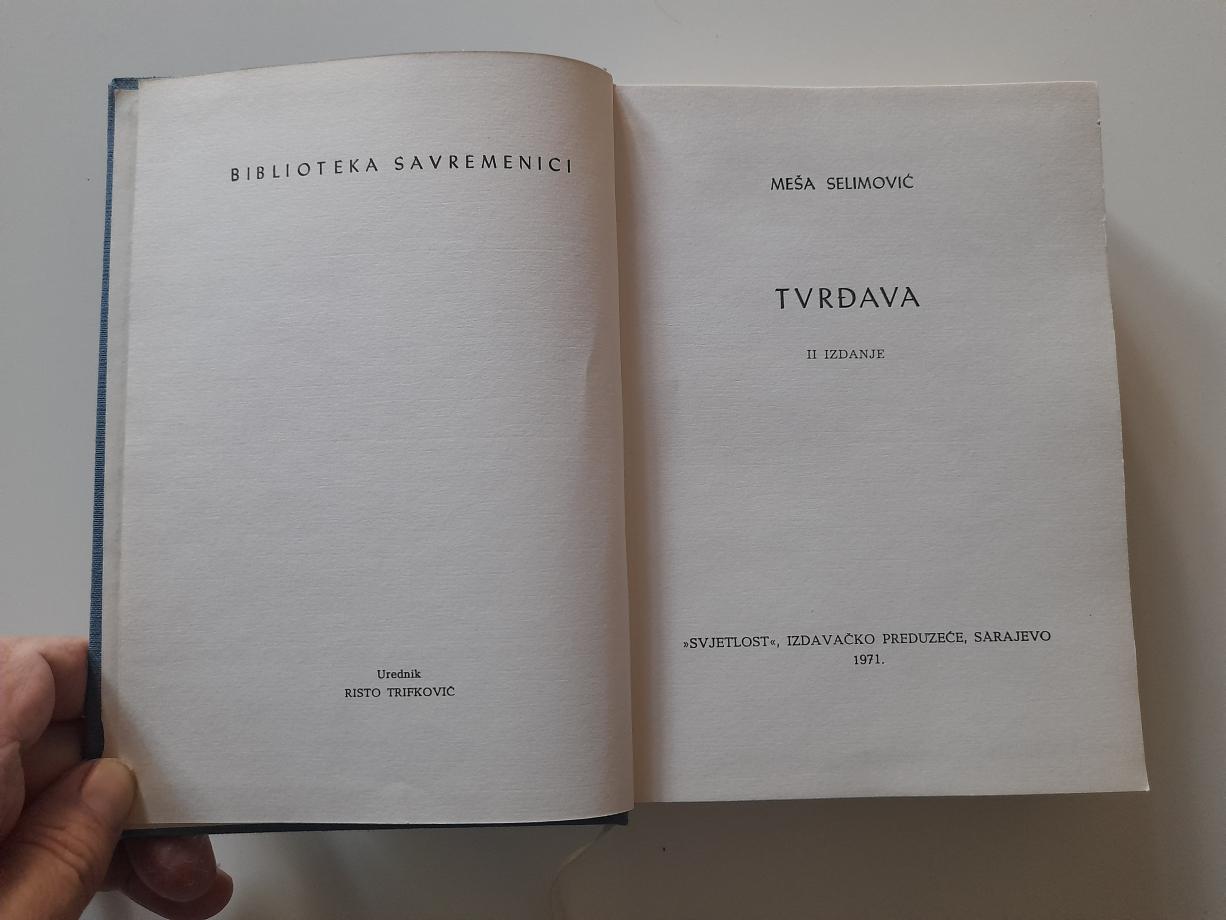 BIBLIOTEKA SAVREMENICI
Urednik
RISTO TRIFKOVIĆ
MEŠA SELIMOVIĆ
TVRĐAVA
II IZDANJE
»SVJETLOST«, IZDAVAČKO PREDUZEĆE, SARAJEVO
1971.